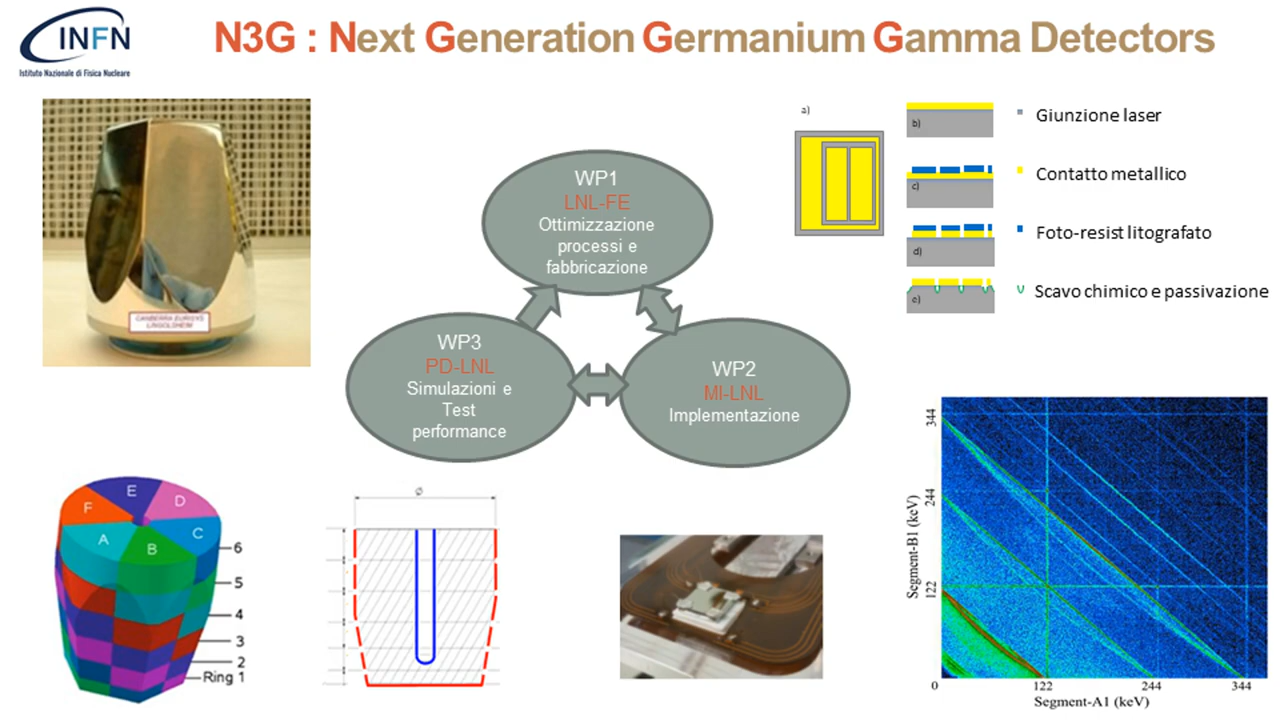 INFN
Istituto Nazionale di Fisica Nucleare
N3G : Next Generation Germanium Gamma Detectors
CANBERRA EURISYS
LINGOLSHEIM
WP1
LNL-FE
Ottimizzazione
processi e
fabbricazione
WP3
PD-LNL
Simulazioni e
Test
performance
WP2
MI-LNL
Implementazione
a)
b)
Giunzione laser
c)
Contatto metallico
d)
Foto-resist litografato
e)
Scavo chimico e passivazione
E
F
D
A
B
C
6
5
4
3
2
Ring 1
Ø
Segment-B1 (keV)
344
244
122
0
122
244
344
Segment-A1 (keV)